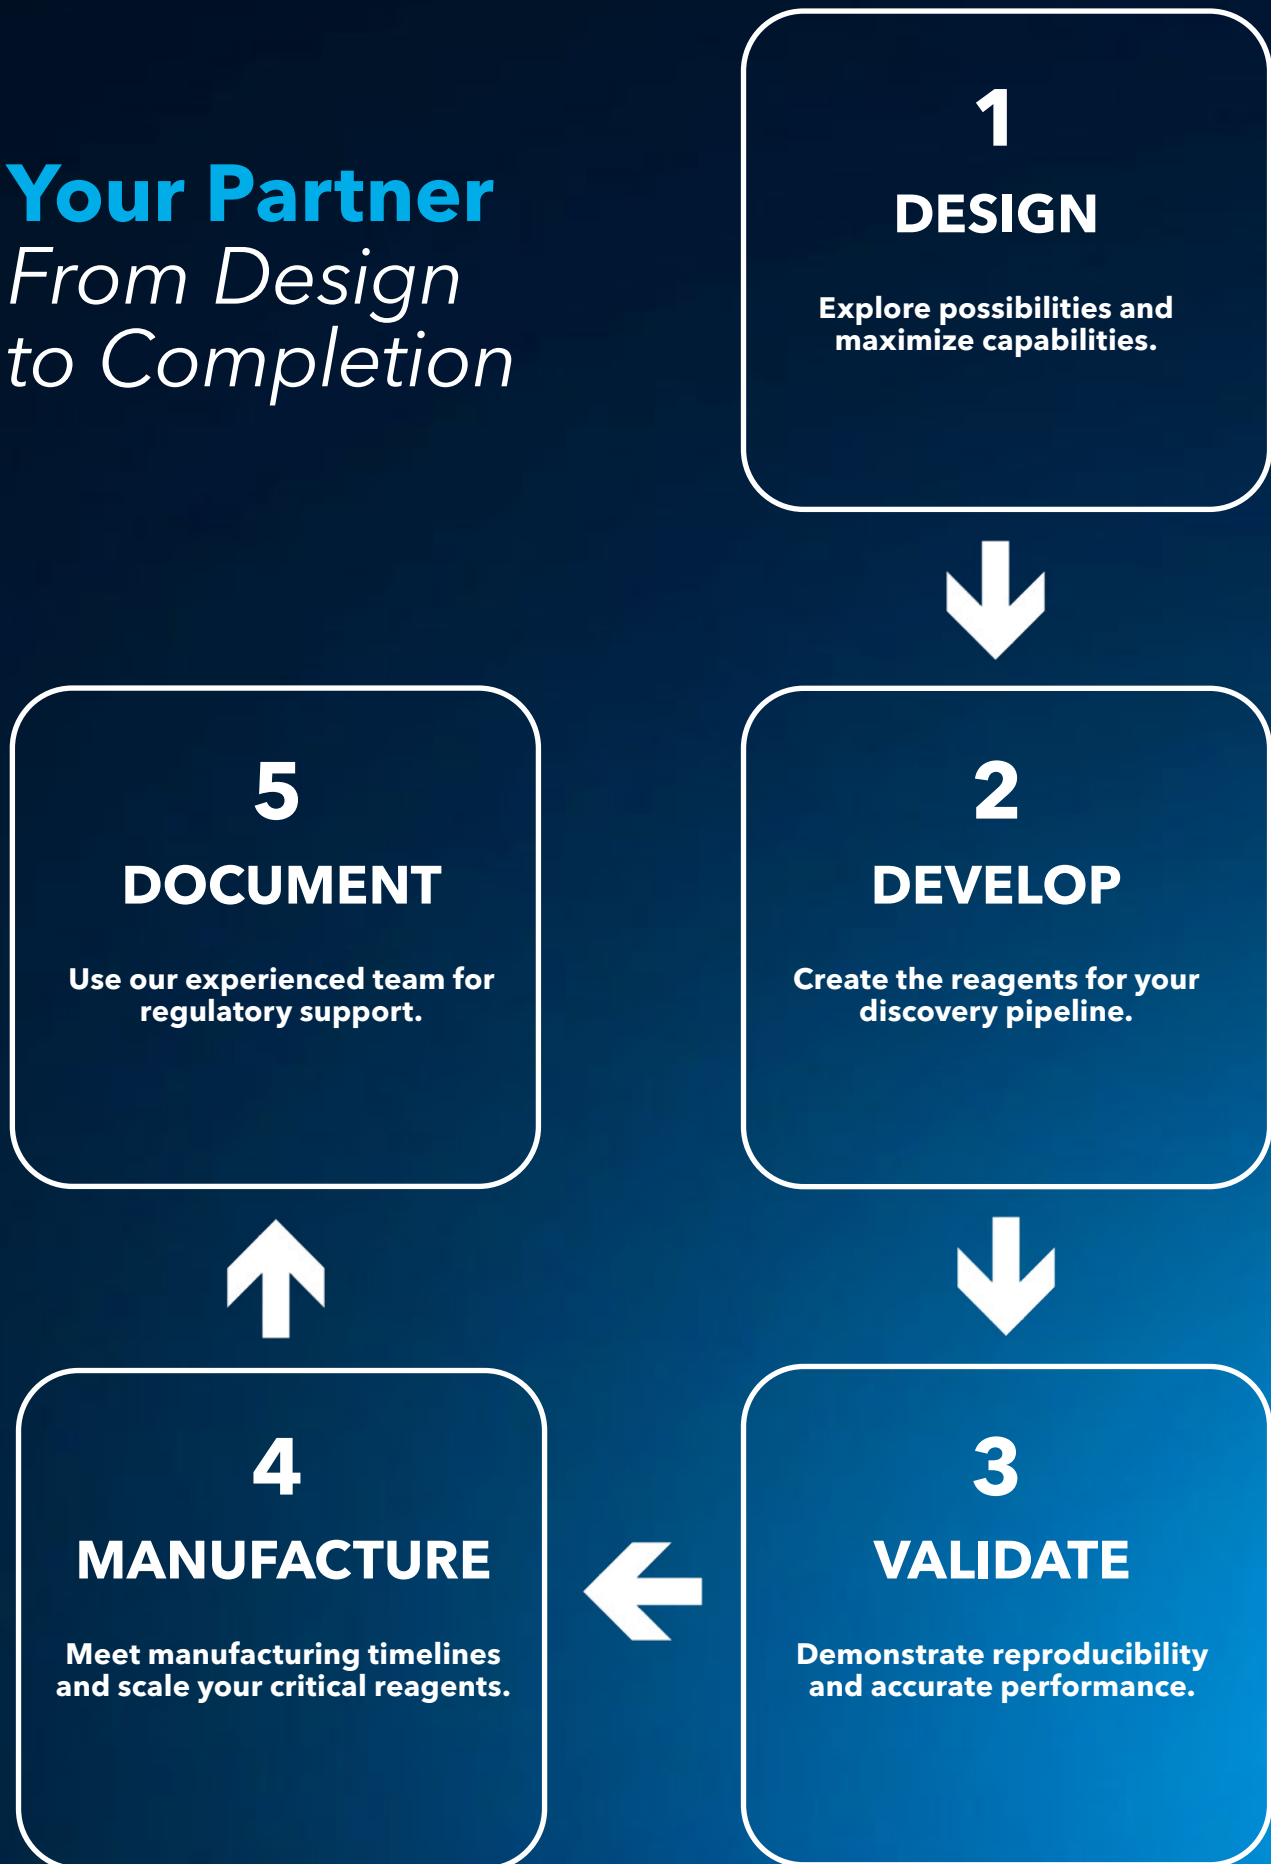 Your Partner
From Design
to Completion
1
DESIGN
Explore possibilities and
maximize capabilities.
2
DEVELOP
Create the reagents for your
discovery pipeline.
3
VALIDATE
Demonstrate reproducibility
and accurate performance.
4
MANUFACTURE
Meet manufacturing timelines
and scale your critical reagents.
5
DOCUMENT
Use our experienced team for
regulatory support.